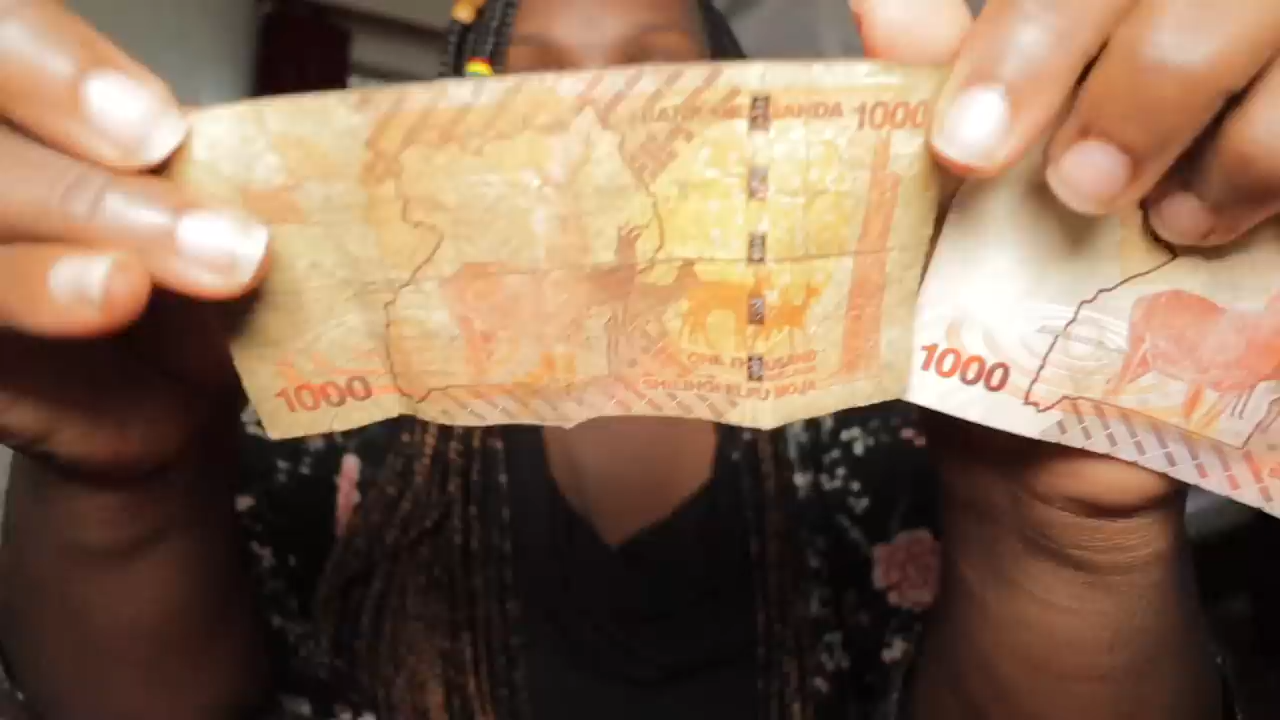 BANK OF UGANDA 1000
1000
ONE THOUSAND
SHILINGI ELFU MOJA
1000